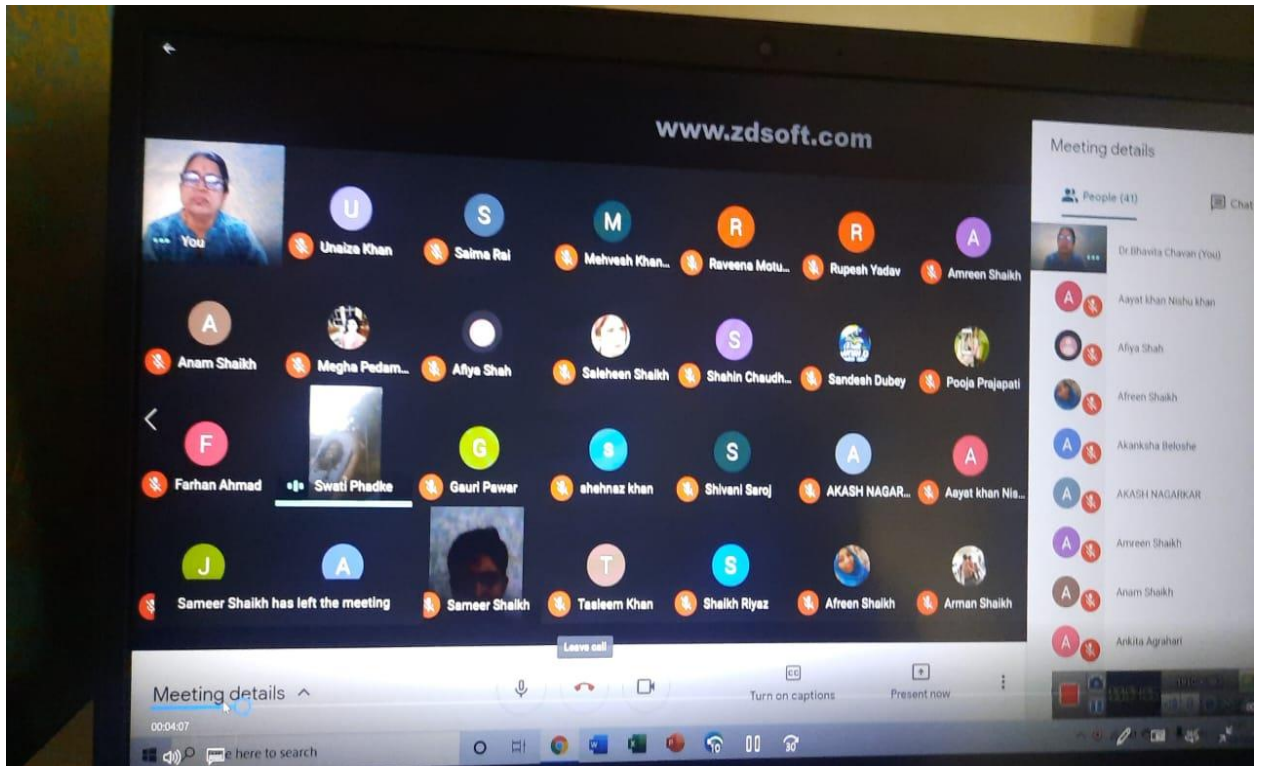 www.zdsoft.com
Meeting details
People (41)
Chat
You
U
Unaiza Khan
S
Saima Rai
M
Mehvesh Khan...
R
Raveena Motu...
R
Rupesh Yadav
A
Amreen Shaikh
Dr.Bhavita Chavan (You)
A
Aayat khan Nishu khan
A
Anam Shaikh
Megha Pedam...
Afiya Shah
Saleheen Shaikh
S
Shahin Chaudh...
Sandesh Dubey
Pooja Prajapati
Afiya Shah
Afreen Shaikh
F
Farhan Ahmad
Swati Phadke
G
Gauri Pawar
s
shehnaz khan
S
Shivani Saroj
A
AKASH NAGAR...
A
Aayat khan Nis...
A
Akanksha Beloshe
A
AKASH NAGARKAR
J
A
Sameer Shaikh has left the meeting
Sameer Shaikh
T
Tasleem Khan
S
Shaikh Riyaz
Afreen Shaikh
Arman Shaikh
A
Amreen Shaikh
A
Anam Shaikh
A
Ankita Agrahari
Leave call
Meeting details
CC
Turn on captions
Present now
00:04:07
e here to search
10
30